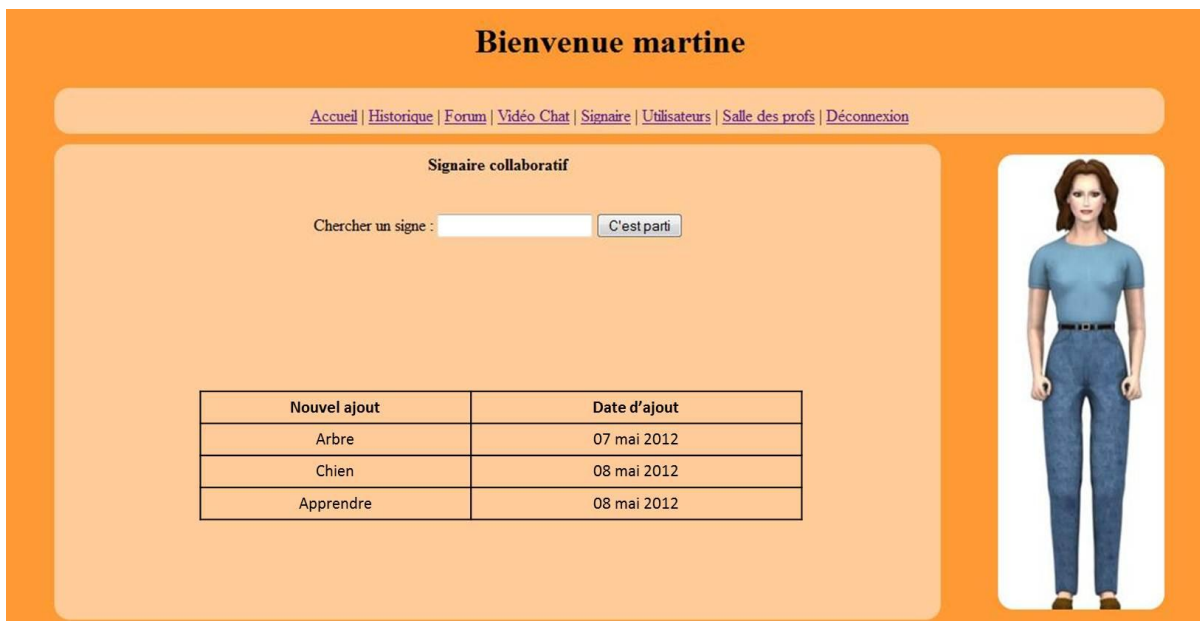 Bienvenue martine
Accueil | Historique | Forum | Vidéo Chat | Signaire | Utilisateurs | Salle des profs | Déconnexion
Signaire collaboratif
Chercher un signe : C'est parti
Nouvel ajout Date d’ajout
Arbre 07 mai 2012
Chien 08 mai 2012
Apprendre 08 mai 2012